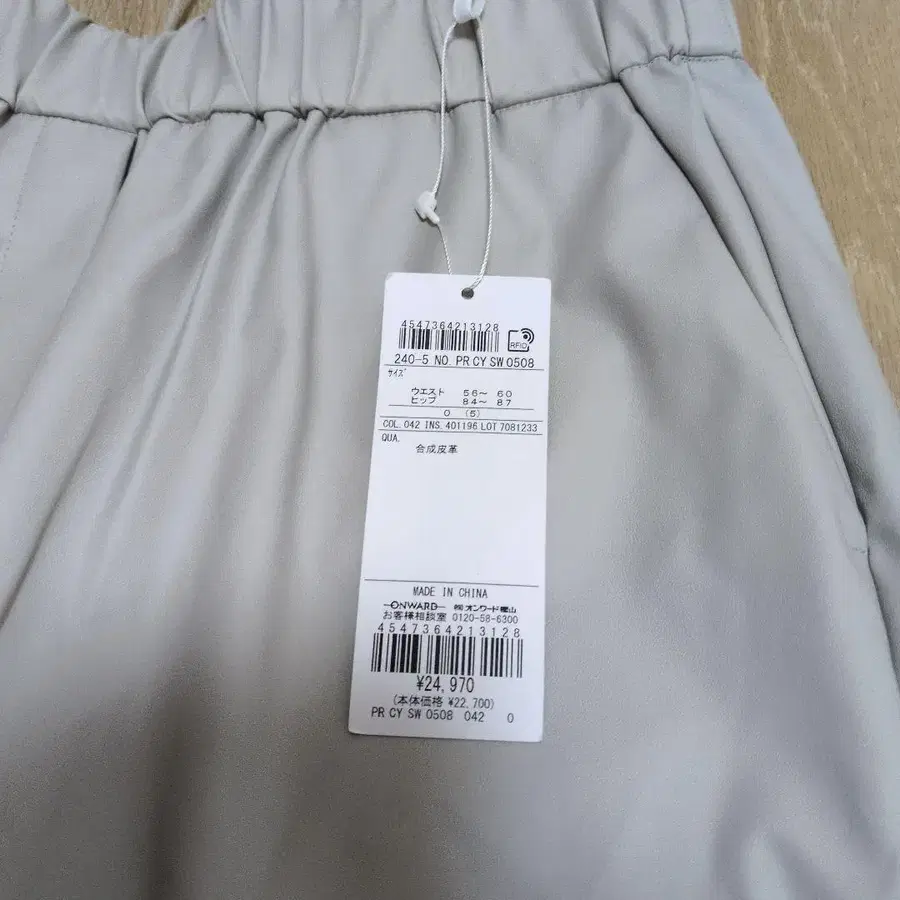 4547364213128
RFID
240-5 NO. PR CY SW 0508
サイズ
ウエスト 56～ 60
ヒップ 84～ 87
0 (5)
COL. 042 INS. 401196 LOT 7081233
QUA.
合成皮革
MADE IN CHINA
ONWARD ㈱オンワード樫山
お客様相談室 0120-58-6300
4547364213128
¥24,970
(本体価格 ¥22,700)
PR CY SW 0508 042 0